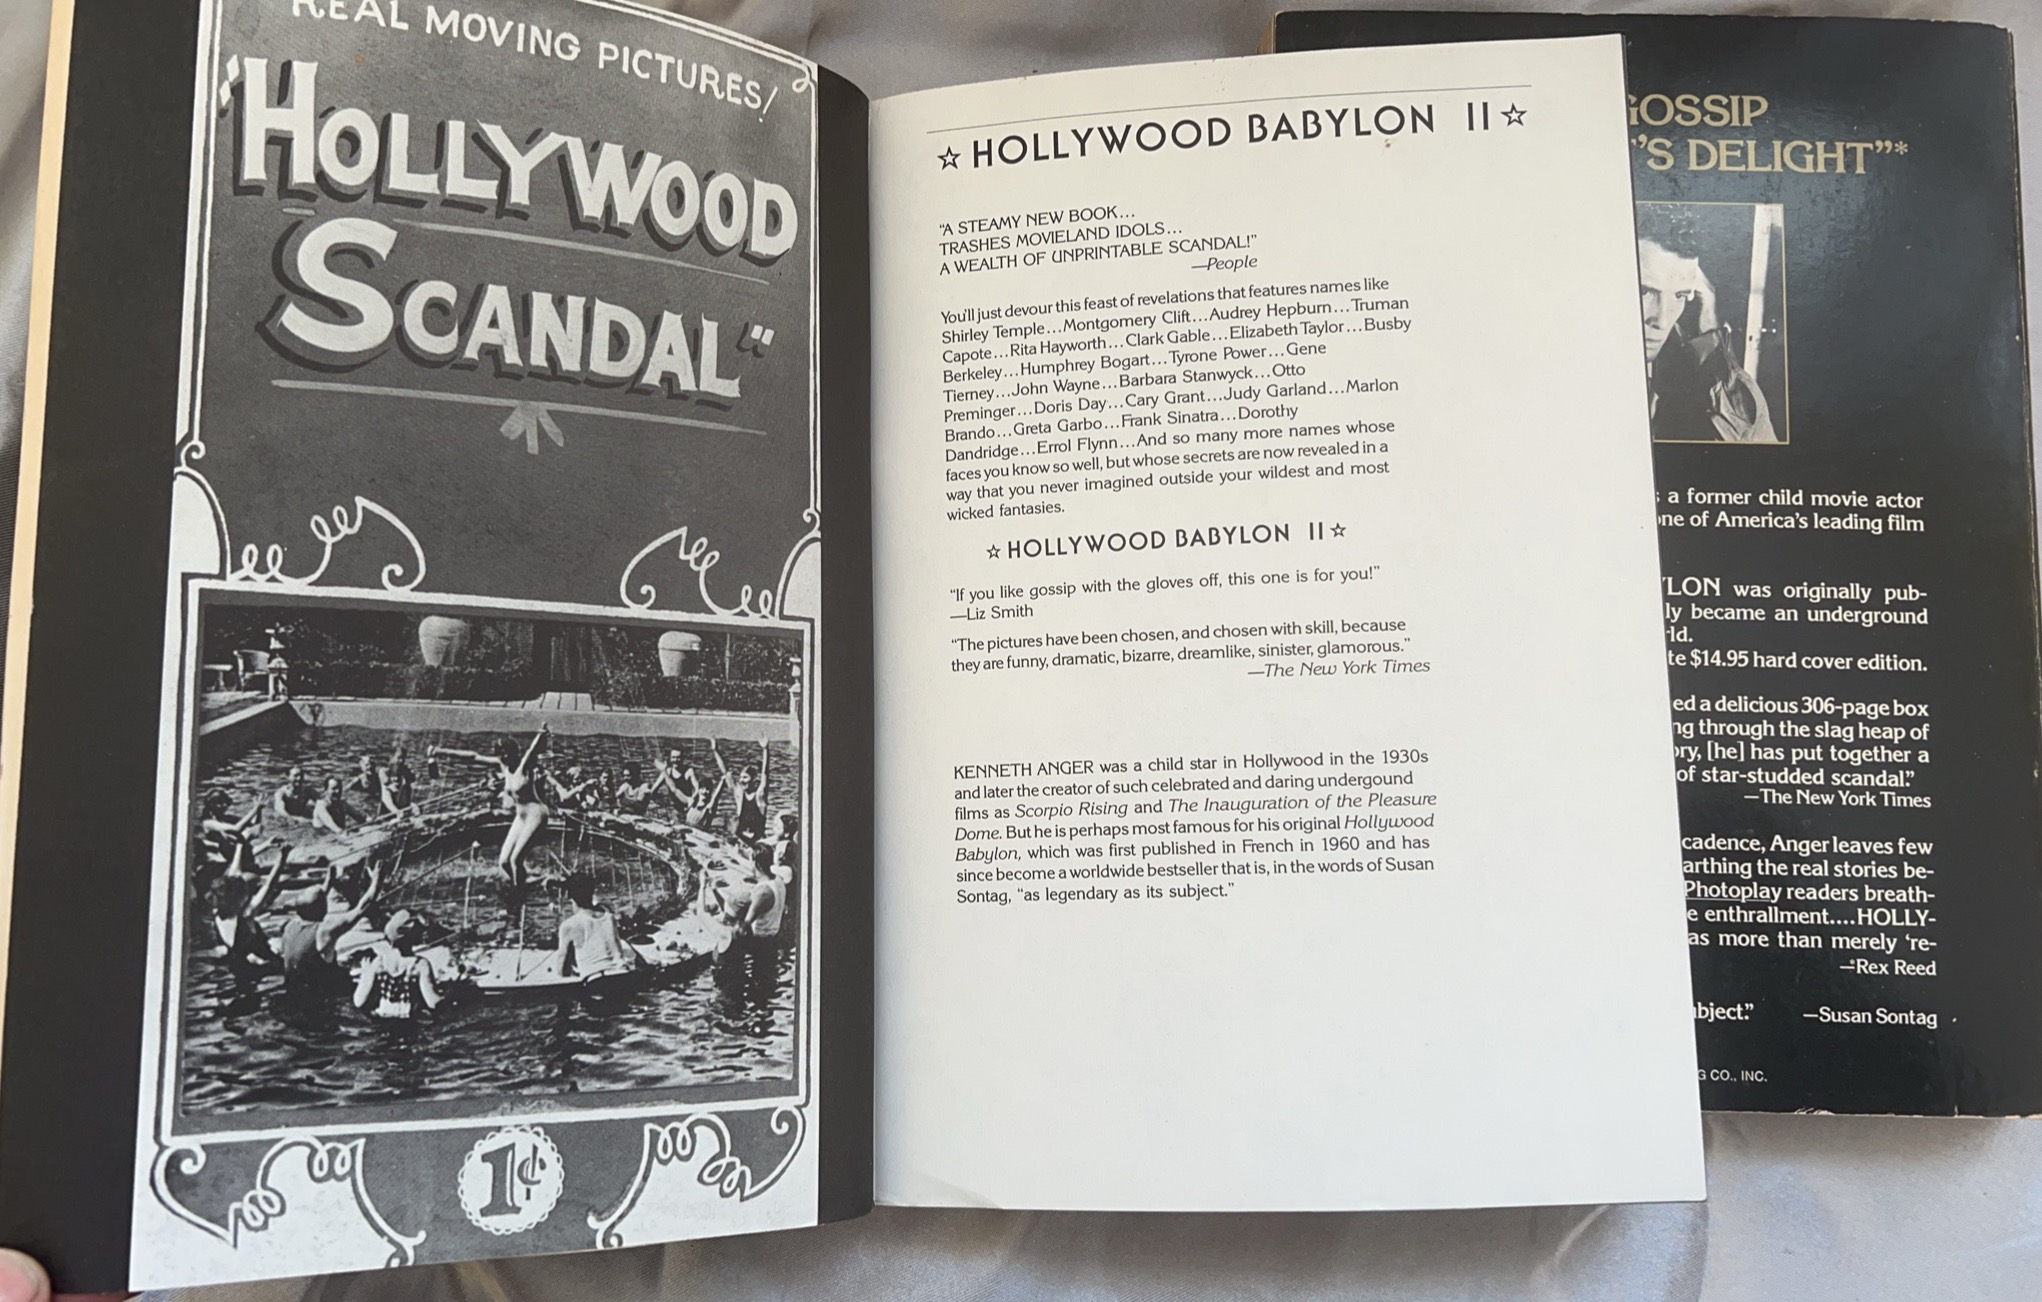 REAL MOVING PICTURES!
"HOLLYWOOD
SCANDAL"
1¢
☆ HOLLYWOOD BABYLON II ☆
“A STEAMY NEW BOOK...
TRASHES MOVIELAND IDOLS...
A WEALTH OF UNPRINTABLE SCANDAL!”
—People
You'll just devour this feast of revelations that features names like
Shirley Temple...Montgomery Clift...Audrey Hepburn...Truman
Capote...Rita Hayworth...Clark Gable...Elizabeth Taylor...Busby
Berkeley...Humphrey Bogart...Tyrone Power...Gene
Tierney...John Wayne...Barbara Stanwyck...Otto
Preminger...Doris Day...Cary Grant...Judy Garland...Marlon
Brando...Greta Garbo...Frank Sinatra...Dorothy
Dandridge...Errol Flynn...And so many more names whose
faces you know so well, but whose secrets are now revealed in a
way that you never imagined outside your wildest and most
wicked fantasies.
☆ HOLLYWOOD BABYLON II ☆
“If you like gossip with the gloves off, this one is for you!”
—Liz Smith
“The pictures have been chosen, and chosen with skill, because
they are funny, dramatic, bizarre, dreamlike, sinister, glamorous.”
—The New York Times
KENNETH ANGER was a child star in Hollywood in the 1930s
and later the creator of such celebrated and daring undergound
films as Scorpio Rising and The Inauguration of the Pleasure
Dome. But he is perhaps most famous for his original Hollywood
Babylon, which was first published in French in 1960 and has
since become a worldwide bestseller that is, in the words of Susan
Sontag, “as legendary as its subject.”
GOSSIP
'S DELIGHT”*
a former child movie actor
ne of America's leading film
LON was originally pub-
ly became an underground
ld.
te $14.95 hard cover edition.
ed a delicious 306-page box
ng through the slag heap of
ory, [he] has put together a
of star-studded scandal.”
—The New York Times
cadence, Anger leaves few
arthing the real stories be-
Photoplay readers breath-
e enthrallment....HOLLY-
as more than merely ‘re-
—*Rex Reed
bject.” —Susan Sontag
G CO., INC.